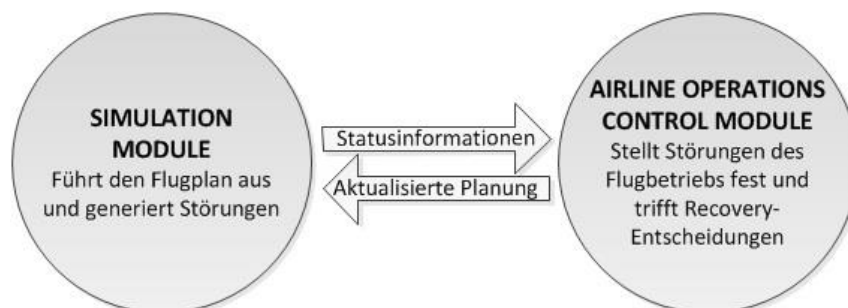 SIMULATION
MODULE
Führt den Flugplan aus
und generiert Störungen
Statusinformationen
Aktualisierte Planung
AIRLINE OPERATIONS
CONTROL MODULE
Stellt Störungen des
Flugbetriebs fest und
trifft Recovery-
Entscheidungen